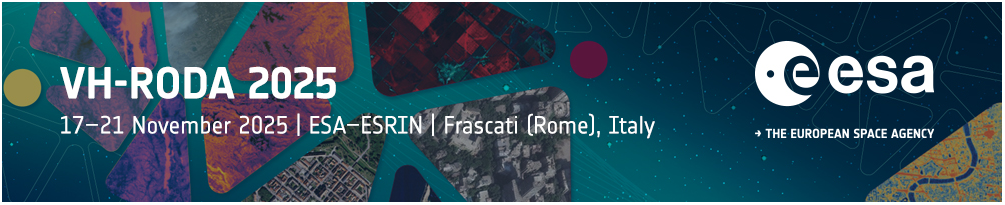 VH-RODA 2025
17–21 November 2025 | ESA–ESRIN | Frascati (Rome), Italy
esa
→ THE EUROPEAN SPACE AGENCY